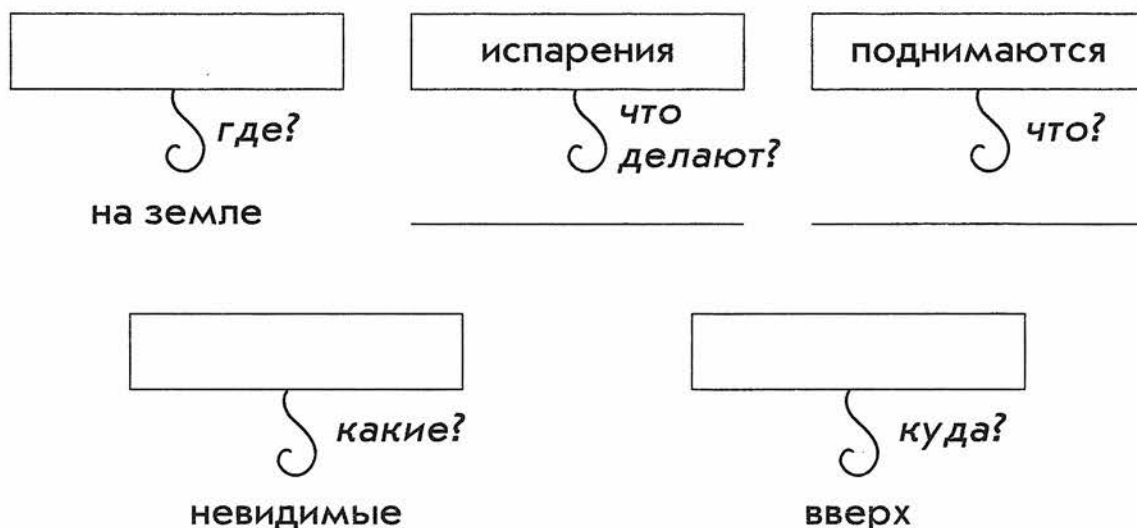 испарения поднимаются
где? что делают? что?
на земле
какие? куда?
невидимые вверх